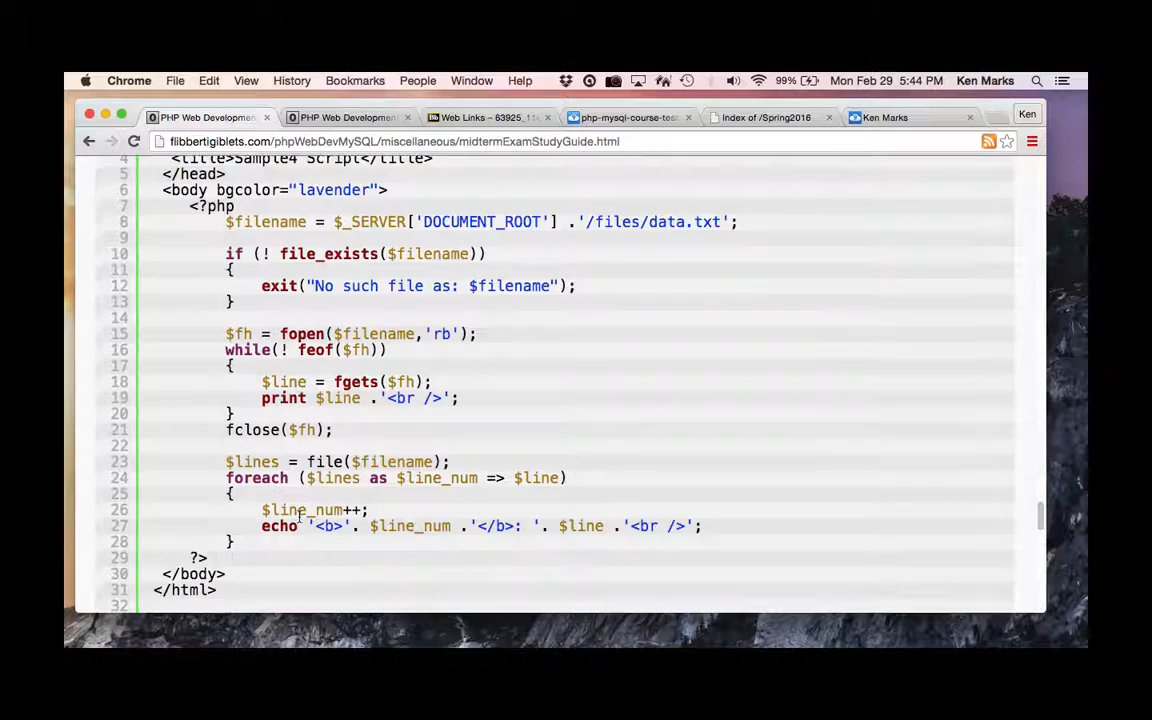 Chrome File Edit View History Bookmarks People Window Help 99% Mon Feb 29 5:44 PM Ken Marks
PHP Web Development PHP Web Development Web Links – 63925_11 php-mysql-course-test Index of /Spring2016 Ken Marks Ken
flibbertigiblets.com/phpWebDevMySQL/miscellaneous/midtermExamStudyGuide.html
4 <title>Sample4 Script</title>
5 </head>
6 <body bgcolor="lavender">
7 <?php
8 $filename = $_SERVER['DOCUMENT_ROOT'] .'/files/data.txt';
9
10 if (! file_exists($filename))
11 {
12 exit("No such file as: $filename");
13 }
14
15 $fh = fopen($filename,'rb');
16 while(! feof($fh))
17 {
18 $line = fgets($fh);
19 print $line .'<br />';
20 }
21 fclose($fh);
22
23 $lines = file($filename);
24 foreach ($lines as $line_num => $line)
25 {
26 $line_num++;
27 echo '<b>'. $line_num .'</b>: '. $line .'<br />';
28 }
29 ?>
30 </body>
31 </html>
32